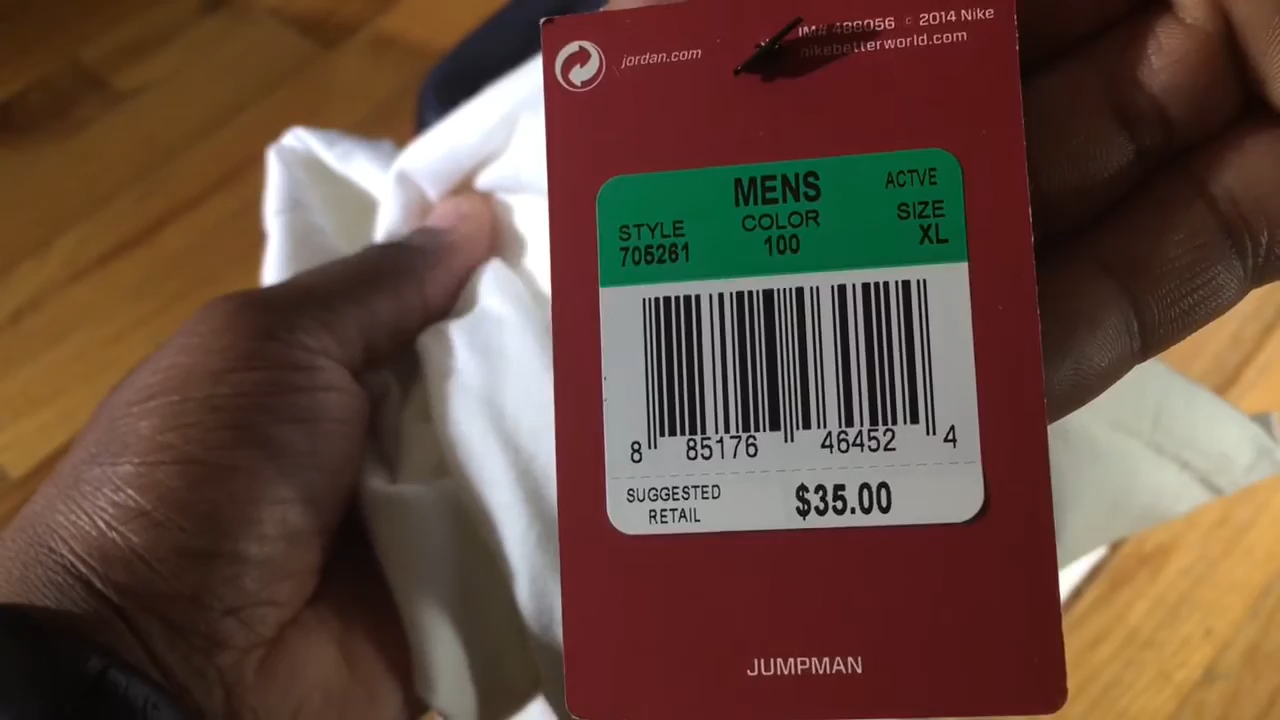 jordan.com
IM# 488056 © 2014 Nike
nikebetterworld.com
MENS
ACTVE
STYLE
705261
COLOR
100
SIZE
XL
8 85176 46452 4
SUGGESTED
RETAIL
$35.00
JUMPMAN